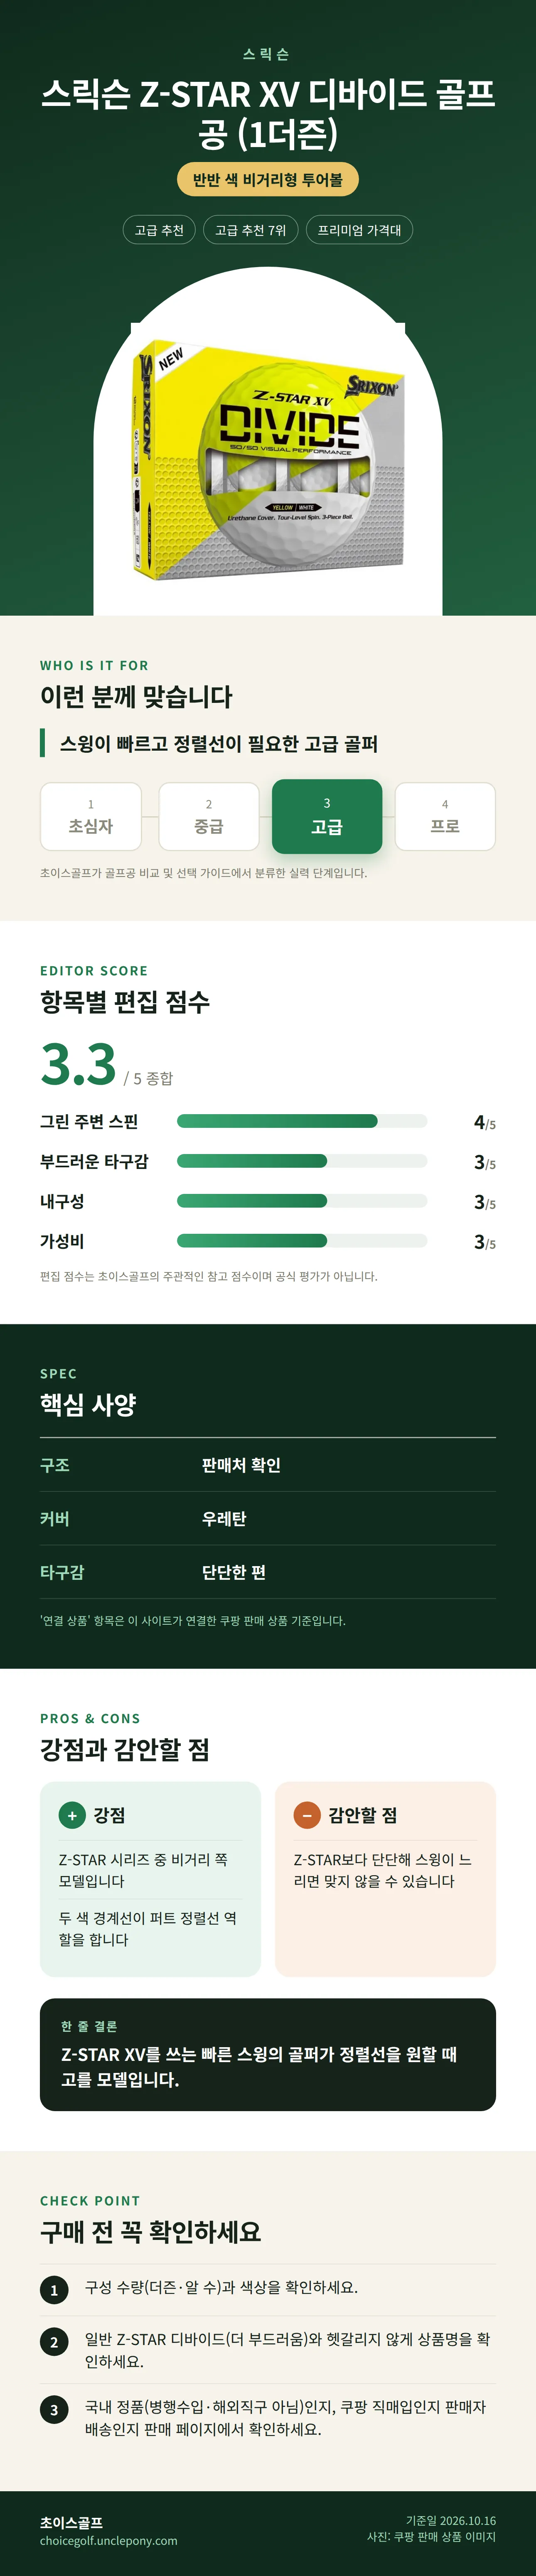 스릭슨
스릭슨 Z-STAR XV 디바이드 골프
공 (1더즌)
반반 색 비거리형 투어볼
고급 추천
고급 추천 7위
프리미엄 가격대
NEW
SRIXON
SRIXON
Z-STAR XV
DIVIDE
50/50 VISUAL PERFORMANCE
YELLOW | WHITE
Urethane Cover. Tour-Level Spin. 3-Piece Ball.
WHO IS IT FOR
이런 분께 맞습니다
스윙이 빠르고 정렬선이 필요한 고급 골퍼
1
초심자
2
중급
3
고급
4
프로
초이스골프가 골프공 비교 및 선택 가이드에서 분류한 실력 단계입니다.
EDITOR SCORE
항목별 편집 점수
3.3 / 5 종합
그린 주변 스핀 4/5
부드러운 타구감 3/5
내구성 3/5
가성비 3/5
편집 점수는 초이스골프의 주관적인 참고 점수이며 공식 평가가 아닙니다.
SPEC
핵심 사양
구조 판매처 확인
커버 우레탄
타구감 단단한 편
'연결 상품' 항목은 이 사이트가 연결한 쿠팡 판매 상품 기준입니다.
PROS & CONS
강점과 감안할 점
+ 강점
Z-STAR 시리즈 중 비거리 쪽
모델입니다
두 색 경계선이 퍼트 정렬선 역
할을 합니다
− 감안할 점
Z-STAR보다 단단해 스윙이 느
리면 맞지 않을 수 있습니다
한 줄 결론
Z-STAR XV를 쓰는 빠른 스윙의 골퍼가 정렬선을 원할 때
고를 모델입니다.
CHECK POINT
구매 전 꼭 확인하세요
1 구성 수량(더즌·알 수)과 색상을 확인하세요.
2 일반 Z-STAR 디바이드(더 부드러움)와 헷갈리지 않게 상품명을 확
인하세요.
3 국내 정품(병행수입·해외직구 아님)인지, 쿠팡 직매입인지 판매자
배송인지 판매 페이지에서 확인하세요.
초이스골프
choicegolf.unclepony.com
기준일 2026.10.16
사진: 쿠팡 판매 상품 이미지